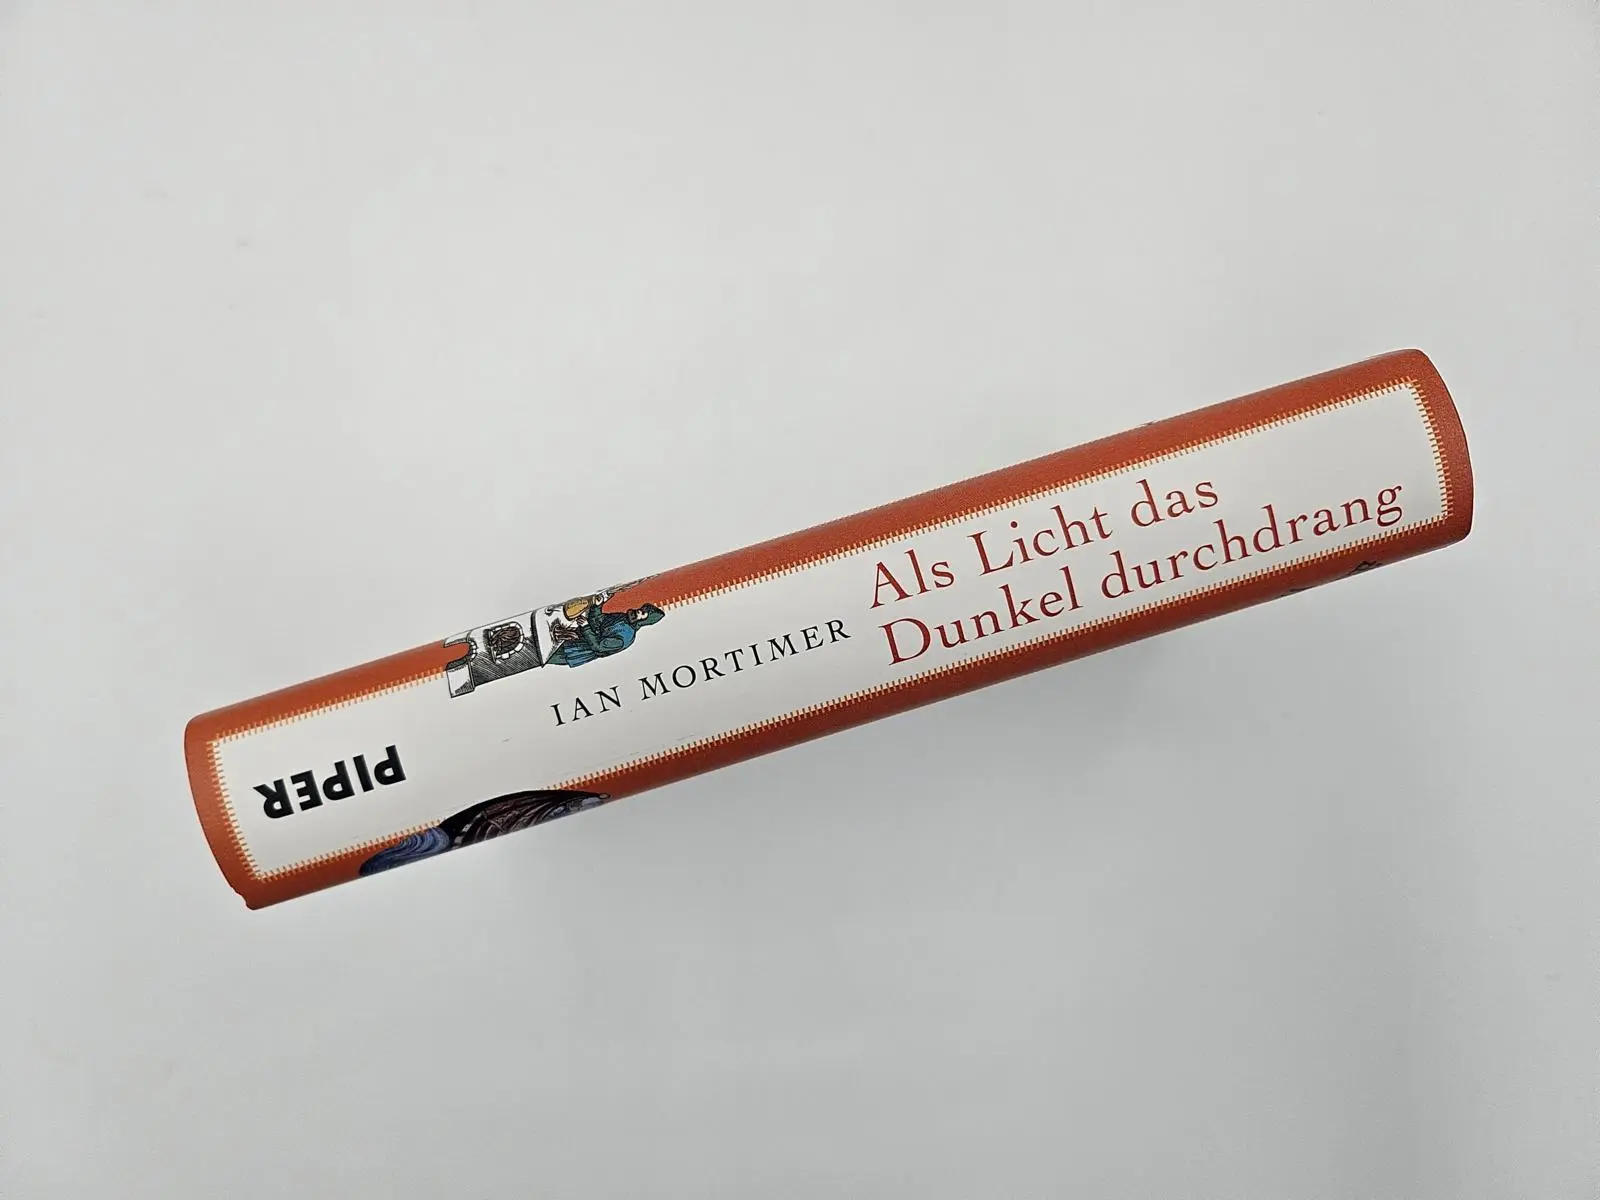 Als Licht das
Dunkel durchdrang
IAN MORTIMER
PIPER